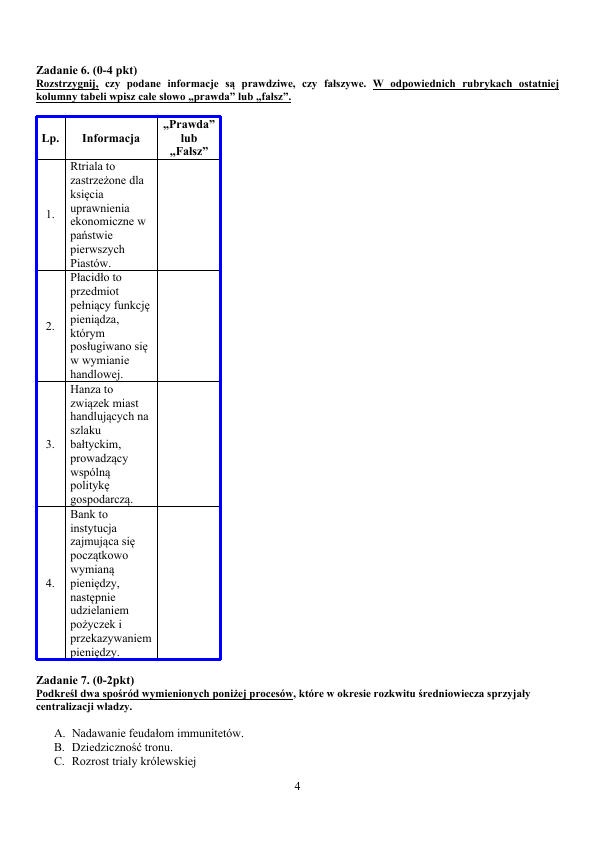 Zadanie 6. (0-4 pkt)
Rozstrzygnij, czy podane informacje są prawdziwe, czy fałszywe. W odpowiednich rubrykach ostatniej
kolumny tabeli wpisz całe słowo „prawda” lub „fałsz”.
Lp.
Informacja
„Prawda”
lub
„Fałsz”
1.
Rtriala to
zastrzeżone dla
księcia
uprawnienia
ekonomiczne w
państwie
pierwszych
Piastów.
2.
Płacidło to
przedmiot
pełniący funkcję
pieniądza,
którym
posługiwano się
w wymianie
handlowej.
3.
Hanza to
związek miast
handlujących na
szlaku
bałtyckim,
prowadzący
wspólną
politykę
gospodarczą.
4.
Bank to
instytucja
zajmująca się
początkowo
wymianą
pieniędzy,
następnie
udzielaniem
pożyczek i
przekazywaniem
pieniędzy.
Zadanie 7. (0-2pkt)
Podkreśl dwa spośród wymienionych poniżej procesów, które w okresie rozkwitu średniowiecza sprzyjały
centralizacji władzy.
A. Nadawanie feudałom immunitetów.
B. Dziedziczność tronu.
C. Rozrost trialy królewskiej
4